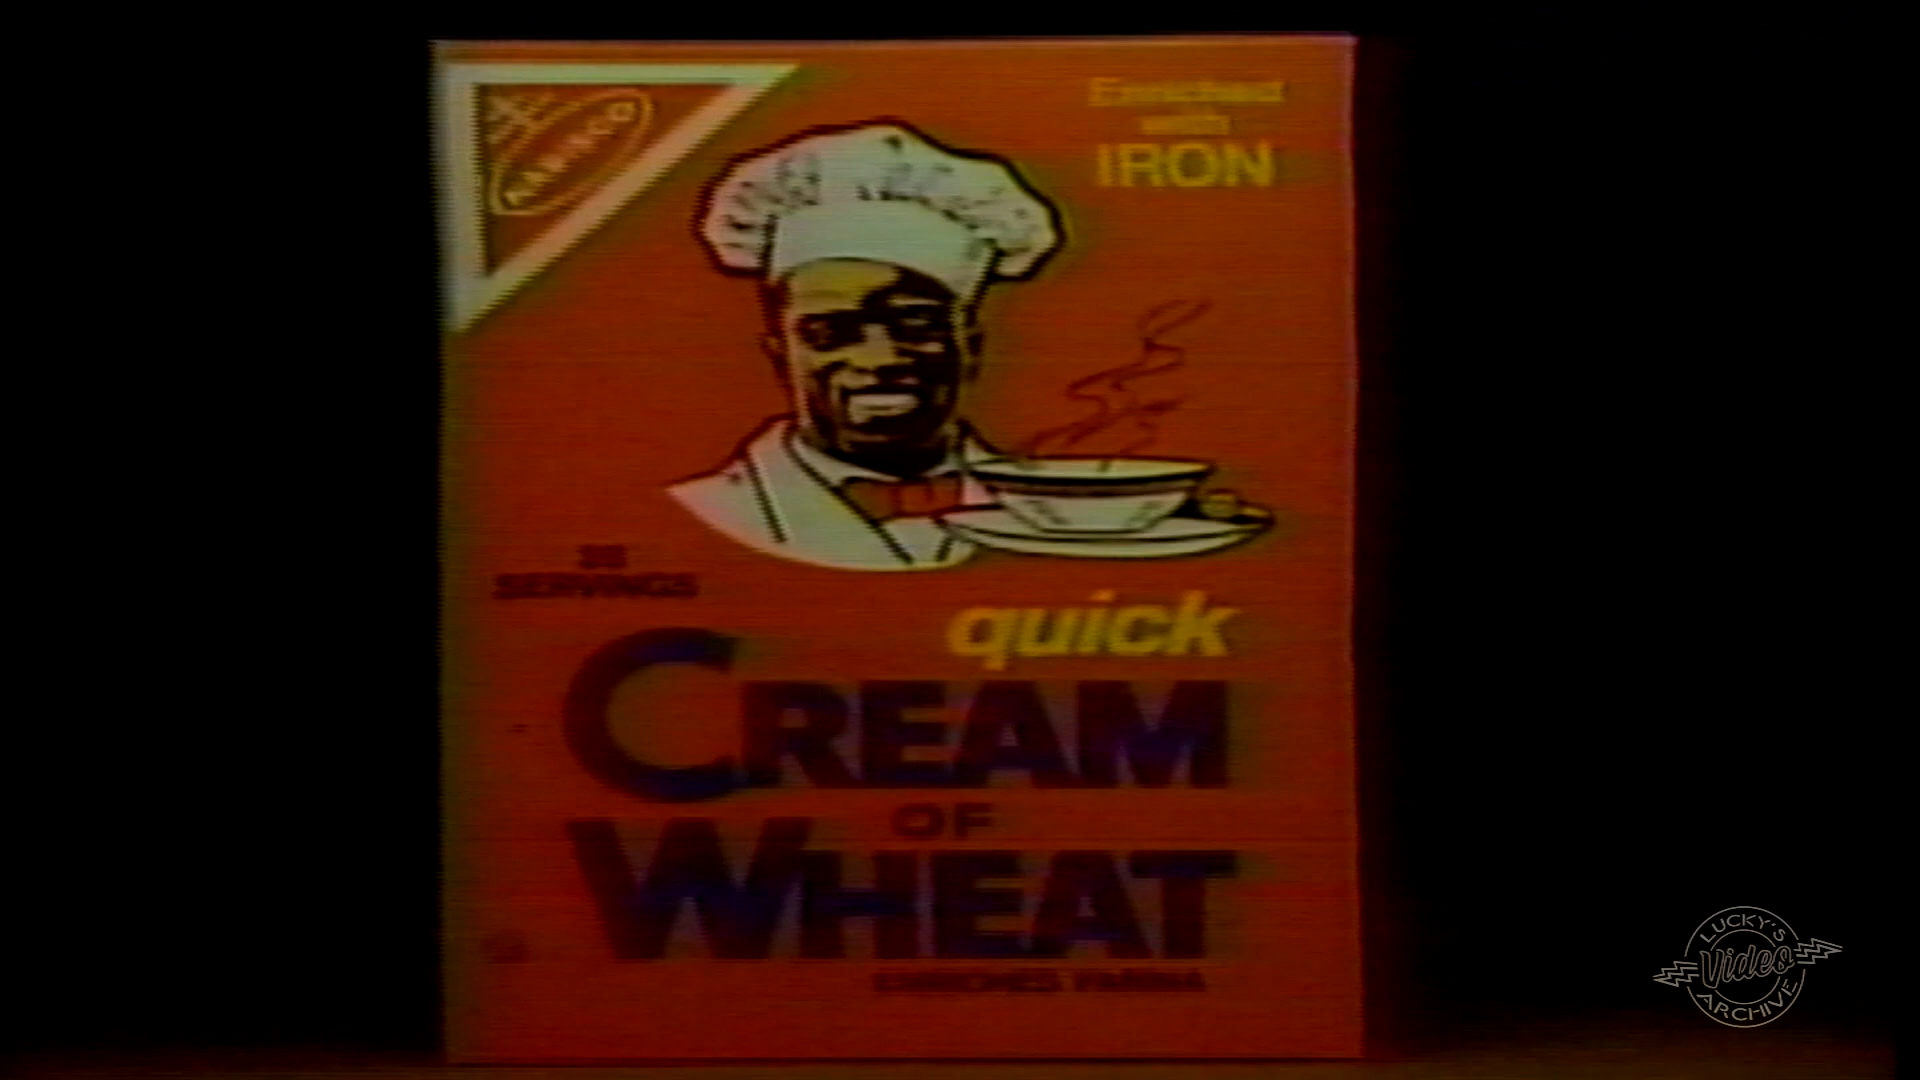 NABISCO
Enriched
with
IRON
SERVINGS
quick
CREAM
OF
WHEAT
ENRICHED FARINA
LUCKY'S
Video
ARCHIVE